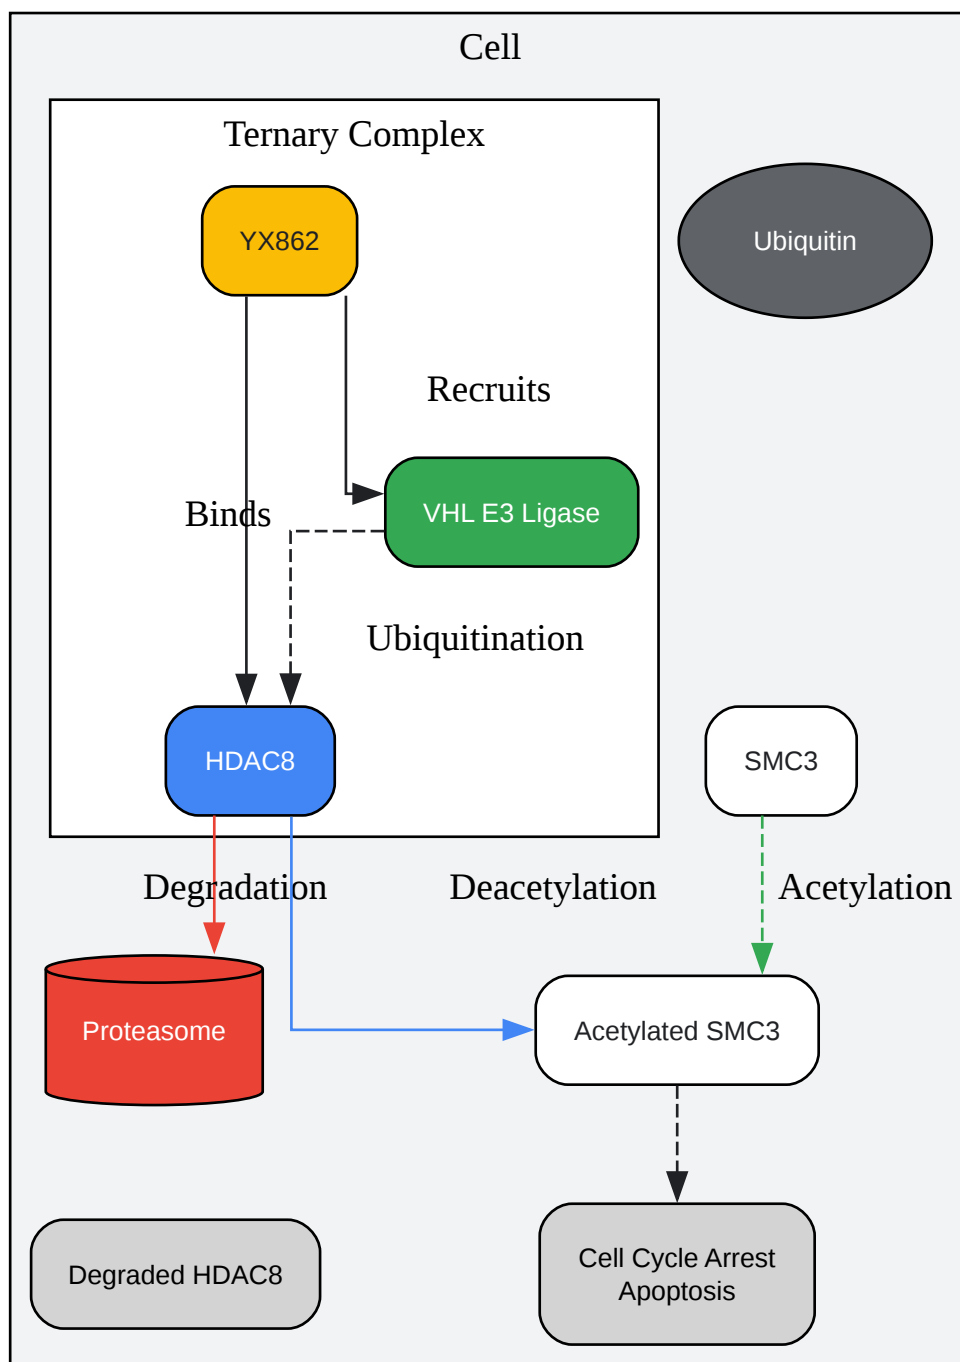 Cell
Ternary Complex
YX862
Ubiquitin
Recruits
Binds
VHL E3 Ligase
Ubiquitination
HDAC8
SMC3
Degradation
Deacetylation
Acetylation
Proteasome
Acetylated SMC3
Degraded HDAC8
Cell Cycle Arrest
Apoptosis